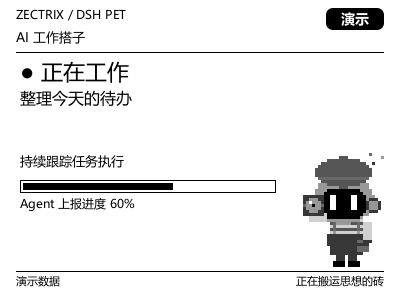 ZECTRIX / DSH PET
演示
AI 工作搭子
● 正在工作
整理今天的待办
持续跟踪任务执行
Agent 上报进度 60%
演示数据
正在搬运思想的砖